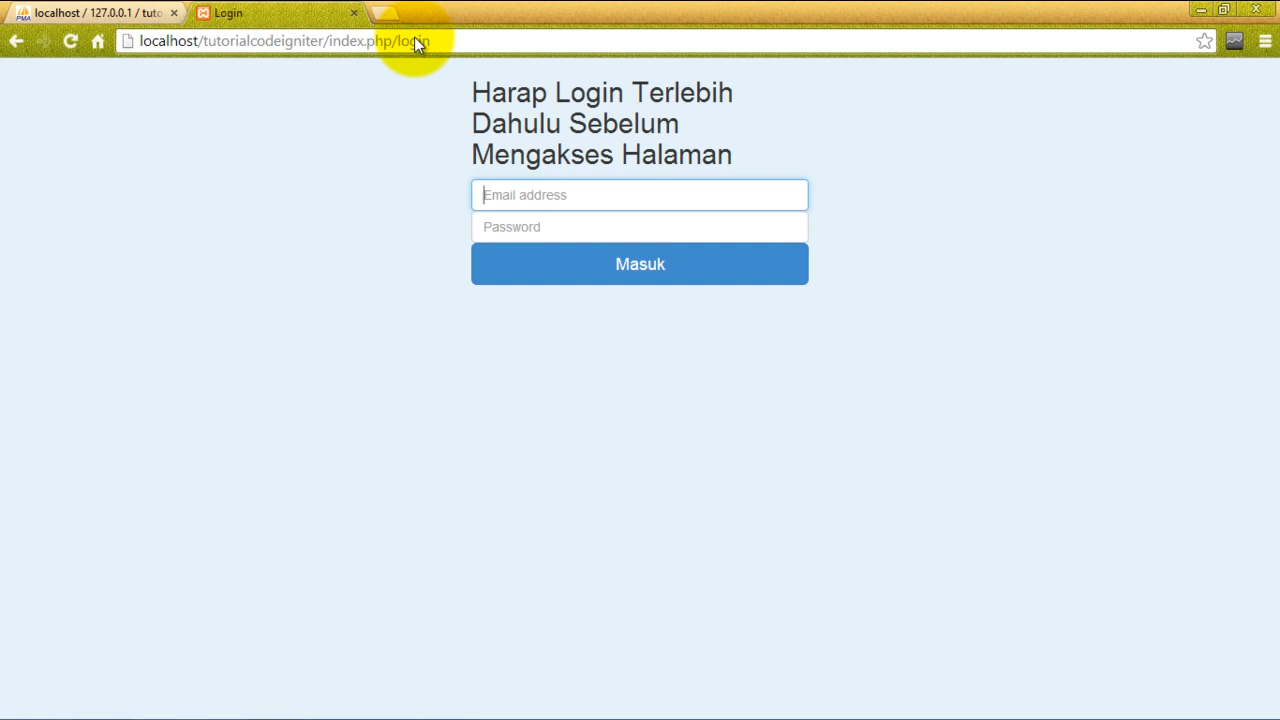 localhost / 127.0.0.1 / tuto
Login
localhost/tutorialcodeigniter/index.php/login
Harap Login Terlebih
Dahulu Sebelum
Mengakses Halaman
Email address
Password
Masuk